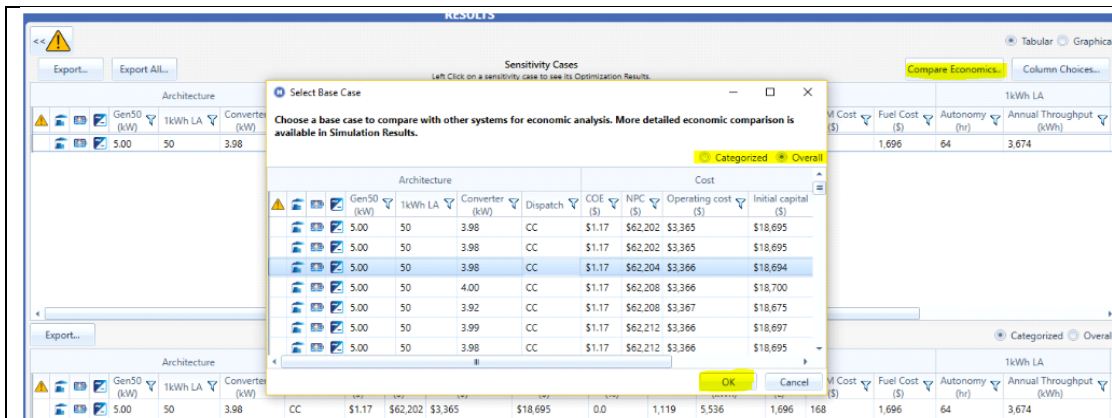 RESULTS
<<
Tabular Graphica
Export... Export All... Sensitivity Cases Compare Economics... Column Choices...
Left Click on a sensitivity case to see its Optimization Results.
Architecture 1kWh LA
Gen50 (kW) 1kWh LA Converte (kW) M Cost ($) Fuel Cost ($) Autonomy (hr) Annual Throughput (kWh)
5.00 50 3.98 1,696 64 3,674
Select Base Case
Choose a base case to compare with other systems for economic analysis. More detailed economic comparison is
available in Simulation Results.
Categorized Overall
Architecture Cost
Gen50 (kW) 1kWh LA Converter (kW) Dispatch COE ($) NPC ($) Operating cost ($) Initial capital ($)
5.00 50 3.98 CC $1.17 $62,202 $3,365 $18,695
5.00 50 3.98 CC $1.17 $62,202 $3,365 $18,695
5.00 50 3.98 CC $1.17 $62,204 $3,366 $18,694
5.00 50 4.00 CC $1.17 $62,208 $3,366 $18,700
5.00 50 3.92 CC $1.17 $62,208 $3,367 $18,675
5.00 50 3.99 CC $1.17 $62,212 $3,366 $18,697
5.00 50 3.98 CC $1.17 $62,212 $3,366 $18,695
OK Cancel
Export... Categorized Overal
Architecture 1kWh LA
Gen50 (kW) 1kWh LA Converte (kW) M Cost ($) Fuel Cost ($) Autonomy (hr) Annual Throughput (kWh)
5.00 50 3.98 CC $1.17 $62,202 $3,365 $18,695 0.0 1,119 5,536 1,696 168 1,696 64 3,674